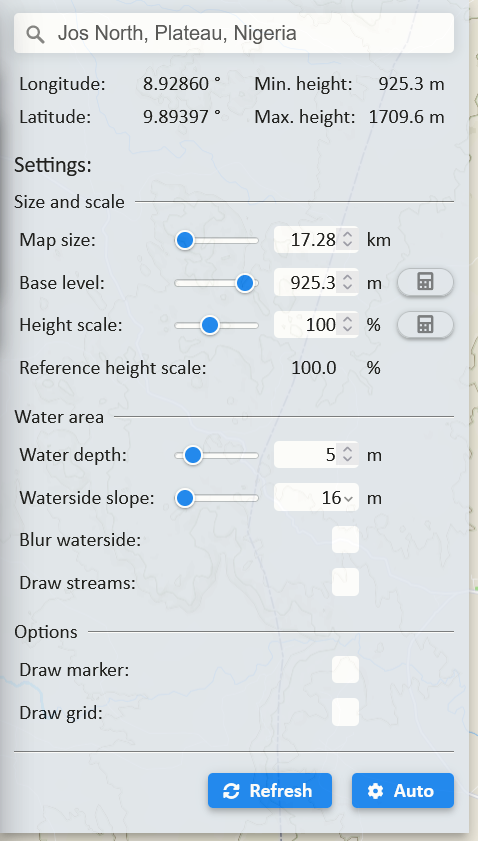 Jos North, Plateau, Nigeria
Longitude: 8.92860 ° Min. height: 925.3 m
Latitude: 9.89397 ° Max. height: 1709.6 m
Settings:
Size and scale
Map size: 17.28 km
Base level: 925.3 m
Height scale: 100 %
Reference height scale: 100.0 %
Water area
Water depth: 5 m
Waterside slope: 16 m
Blur waterside:
Draw streams:
Options
Draw marker:
Draw grid:
Refresh Auto